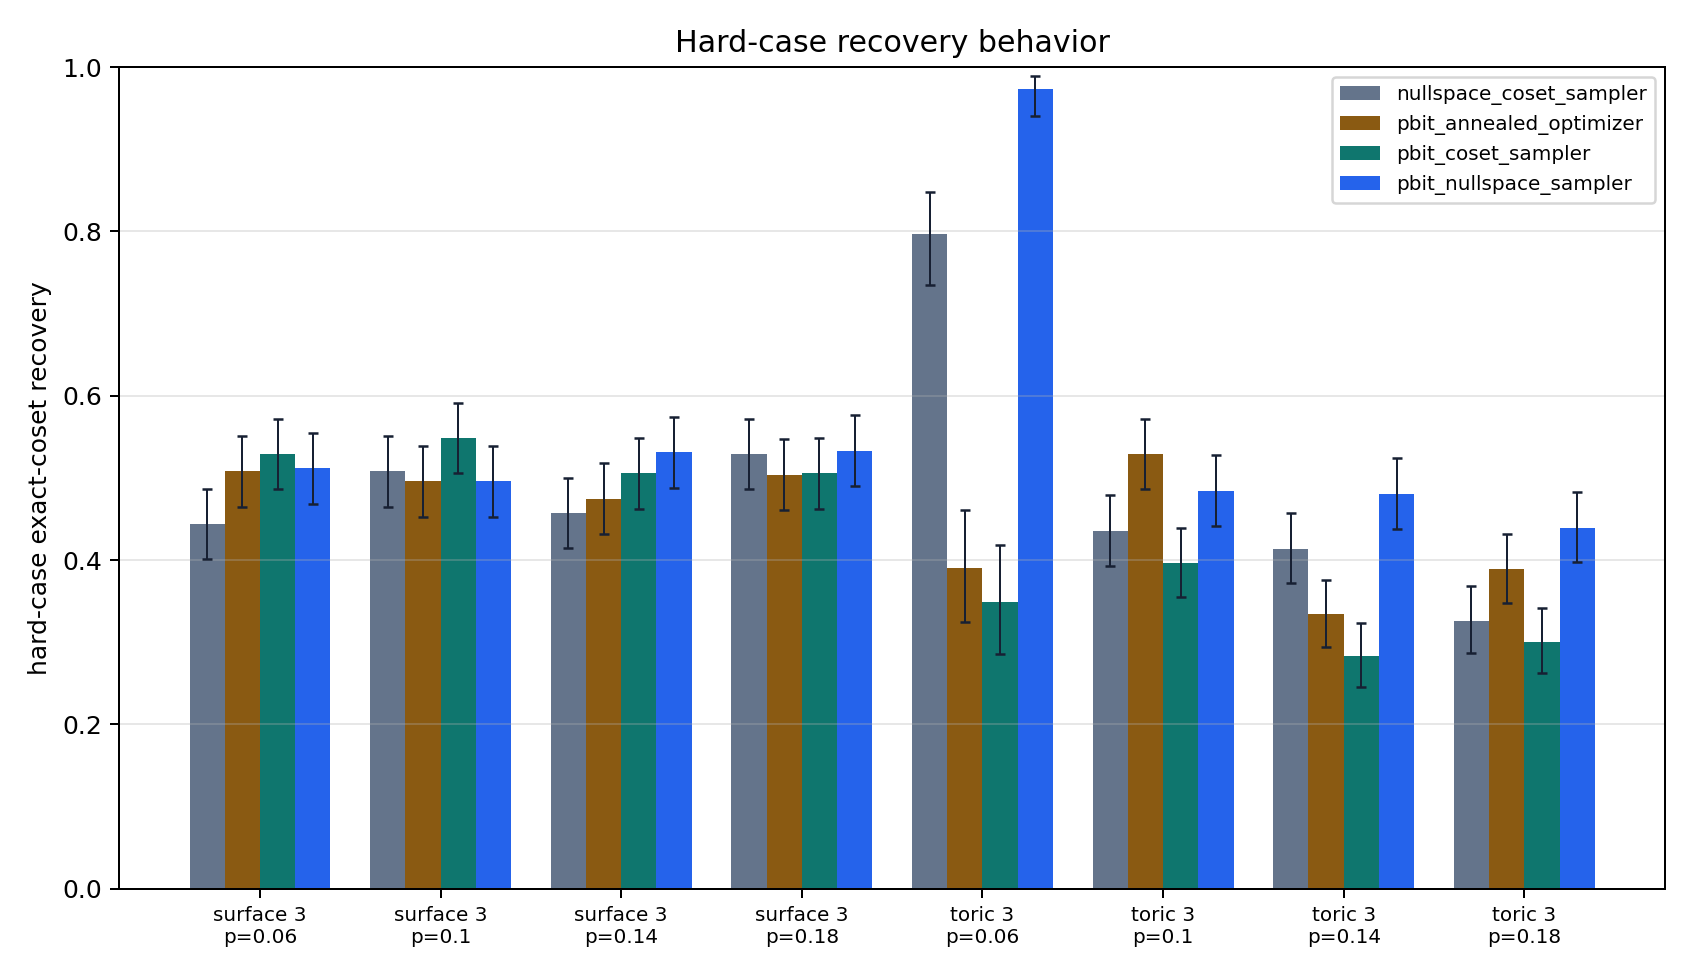 Hard-case recovery behavior
hard-case exact-coset recovery
1.0
0.8
0.6
0.4
0.2
0.0
nullspace_coset_sampler
pbit_annealed_optimizer
pbit_coset_sampler
pbit_nullspace_sampler
surface 3
p=0.06
surface 3
p=0.1
surface 3
p=0.14
surface 3
p=0.18
toric 3
p=0.06
toric 3
p=0.1
toric 3
p=0.14
toric 3
p=0.18